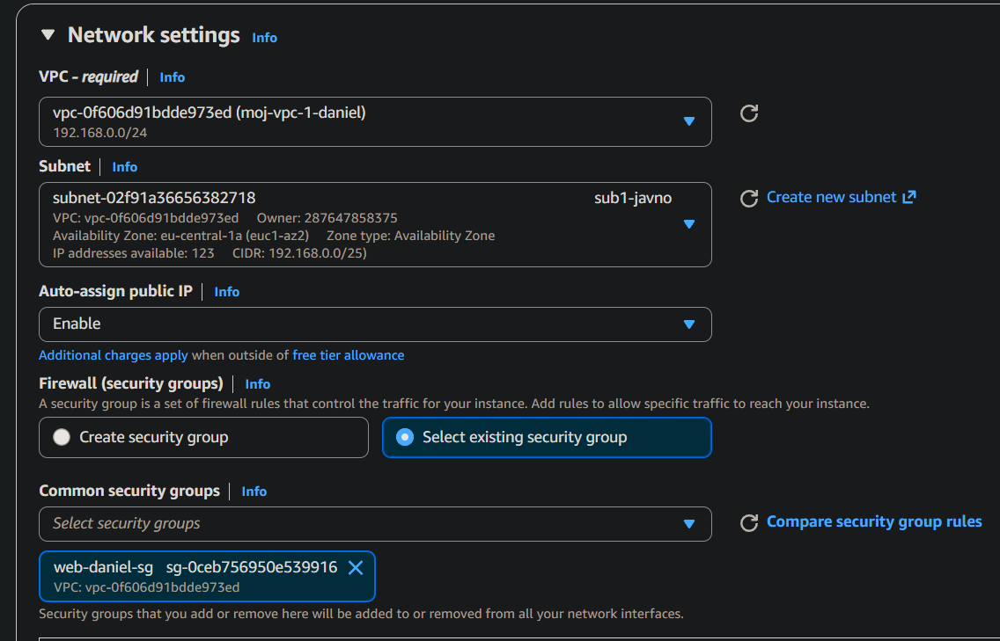 Network settings Info
VPC - required Info
vpc-0f606d91bdde973ed (moj-vpc-1-daniel)
192.168.0.0/24
Subnet Info
subnet-02f91a36656382718 sub1-javno
VPC: vpc-0f606d91bdde973ed Owner: 287647858375
Availability Zone: eu-central-1a (euc1-az2) Zone type: Availability Zone
IP addresses available: 123 CIDR: 192.168.0.0/25)
Create new subnet
Auto-assign public IP Info
Enable
Additional charges apply when outside of free tier allowance
Firewall (security groups) Info
A security group is a set of firewall rules that control the traffic for your instance. Add rules to allow specific traffic to reach your instance.
Create security group
Select existing security group
Common security groups Info
Select security groups
Compare security group rules
web-daniel-sg sg-0ceb756950e539916
VPC: vpc-0f606d91bdde973ed
Security groups that you add or remove here will be added to or removed from all your network interfaces.